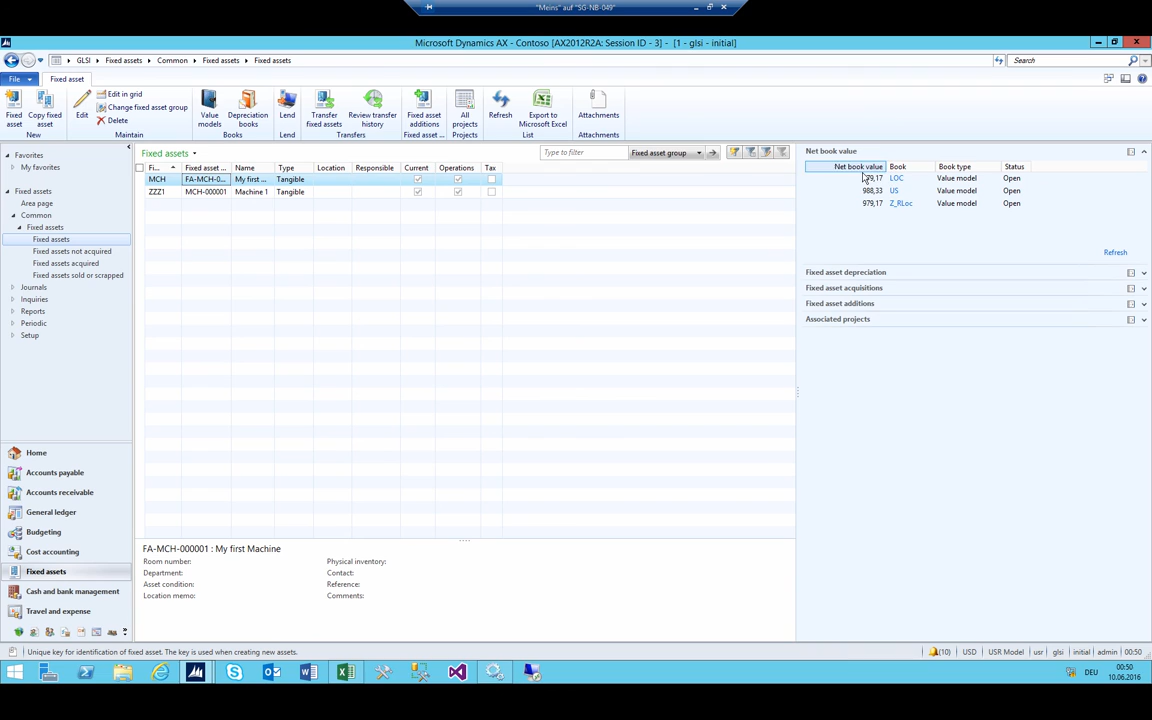 "Meins" auf "SG-NB-049"
Microsoft Dynamics AX - Contoso [AX2012R2A: Session ID - 3] - [1 - glsi - initial]
GLSI Fixed assets Common Fixed assets Fixed assets
Search
File
Fixed asset
Fixed asset
Copy fixed asset
New
Edit
Edit in grid
Change fixed asset group
Delete
Maintain
Value models
Depreciation books
Books
Lend
Lend
Transfer fixed assets
Review transfer history
Transfers
Fixed asset additions
Fixed asset ...
All projects
Projects
Refresh
Export to Microsoft Excel
List
Attachments
Attachments
Favorites
My favorites
Fixed assets
Area page
Common
Fixed assets
Fixed assets
Fixed assets not acquired
Fixed assets acquired
Fixed assets sold or scrapped
Journals
Inquiries
Reports
Periodic
Setup
Home
Accounts payable
Accounts receivable
General ledger
Budgeting
Cost accounting
Fixed assets
Cash and bank management
Travel and expense
Fixed assets
Type to filter
Fixed asset group
Fi... Fixed asset ... Name Type Location Responsible Current Operations Tax
MCH FA-MCH-0... My first ... Tangible
ZZZ1 MCH-000001 Machine 1 Tangible
FA-MCH-000001 : My first Machine
Room number: Physical inventory:
Department: Contact:
Asset condition: Reference:
Location memo: Comments:
Net book value
Net book value Book Book type Status
LOC Value model Open
988,33 US Value model Open
979,17 Z_RLoc Value model Open
Refresh
Fixed asset depreciation
Fixed asset acquisitions
Fixed asset additions
Associated projects
Unique key for identification of fixed asset. The key is used when creating new assets.
(10) USD USR Model usr glsi initial admin 00:50
DEU
00:50
10.06.2016